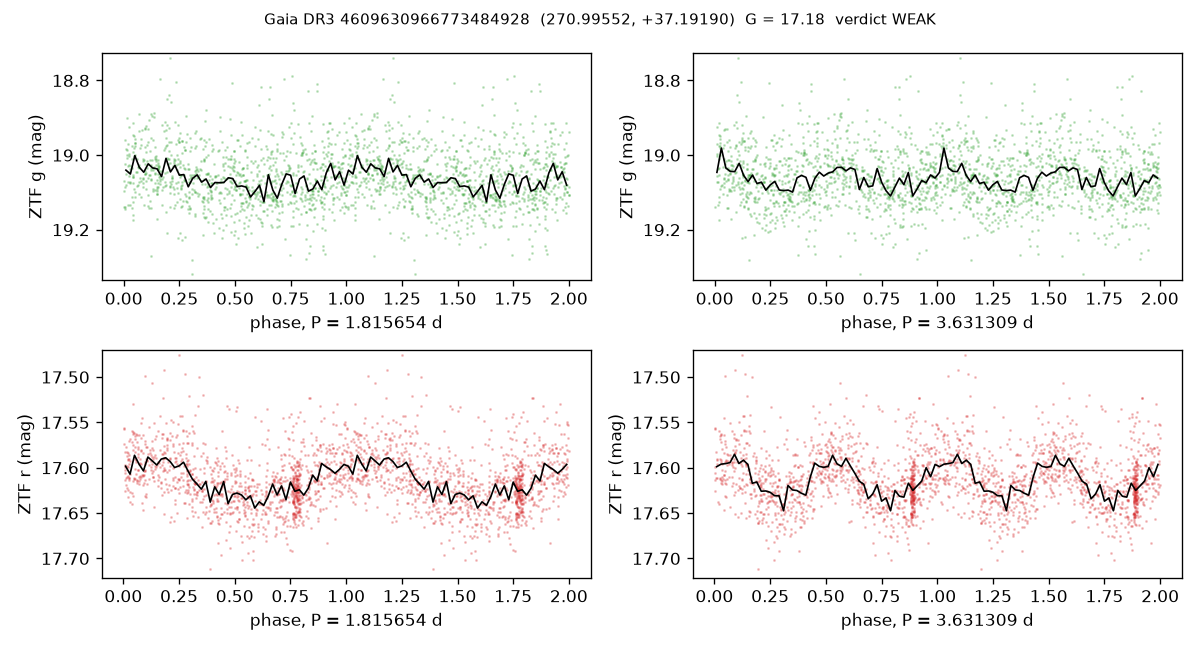 Gaia DR3 4609630966773484928 (270.99552, +37.19190) G = 17.18 verdict WEAK
ZTF g (mag)
18.8
19.0
19.2
0.00 0.25 0.50 0.75 1.00 1.25 1.50 1.75 2.00
phase, P = 1.815654 d
ZTF g (mag)
18.8
19.0
19.2
0.00 0.25 0.50 0.75 1.00 1.25 1.50 1.75 2.00
phase, P = 3.631309 d
ZTF r (mag)
17.50
17.55
17.60
17.65
17.70
0.00 0.25 0.50 0.75 1.00 1.25 1.50 1.75 2.00
phase, P = 1.815654 d
ZTF r (mag)
17.50
17.55
17.60
17.65
17.70
0.00 0.25 0.50 0.75 1.00 1.25 1.50 1.75 2.00
phase, P = 3.631309 d